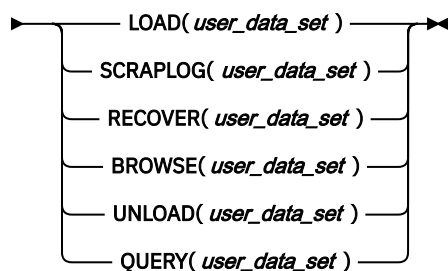 LOAD( user_data_set )
SCRAPLOG( user_data_set )
RECOVER( user_data_set )
BROWSE( user_data_set )
UNLOAD( user_data_set )
QUERY( user_data_set )